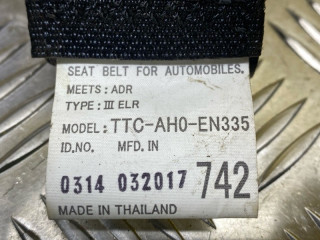 SEAT BELT FOR AUTOMOBILES.
MEETS: ADR
TYPE: III ELR
MODEL: TTC-AH0-EN335
ID.NO. MFD. IN
0314 032017 742
MADE IN THAILAND